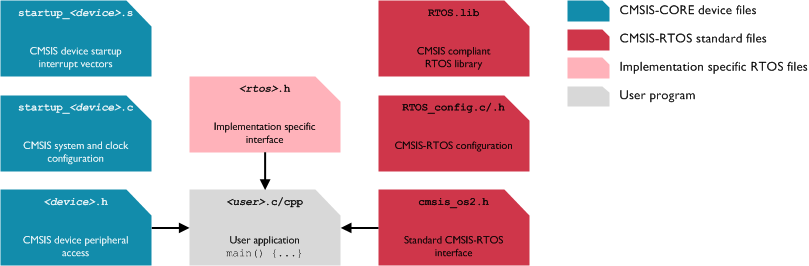 startup_<device>.s
CMSIS device startup
interrupt vectors
startup_<device>.c
CMSIS system and clock
configuration
<device>.h
CMSIS device peripheral
access
<rtos>.h
Implementation specific
interface
<user>.c/cpp
User application
main() {...}
RTOS.lib
CMSIS compliant
RTOS library
RTOS_config.c/.h
CMSIS-RTOS configuration
cmsis_os2.h
Standard CMSIS-RTOS
interface
CMSIS-CORE device files
CMSIS-RTOS standard files
Implementation specific RTOS files
User program